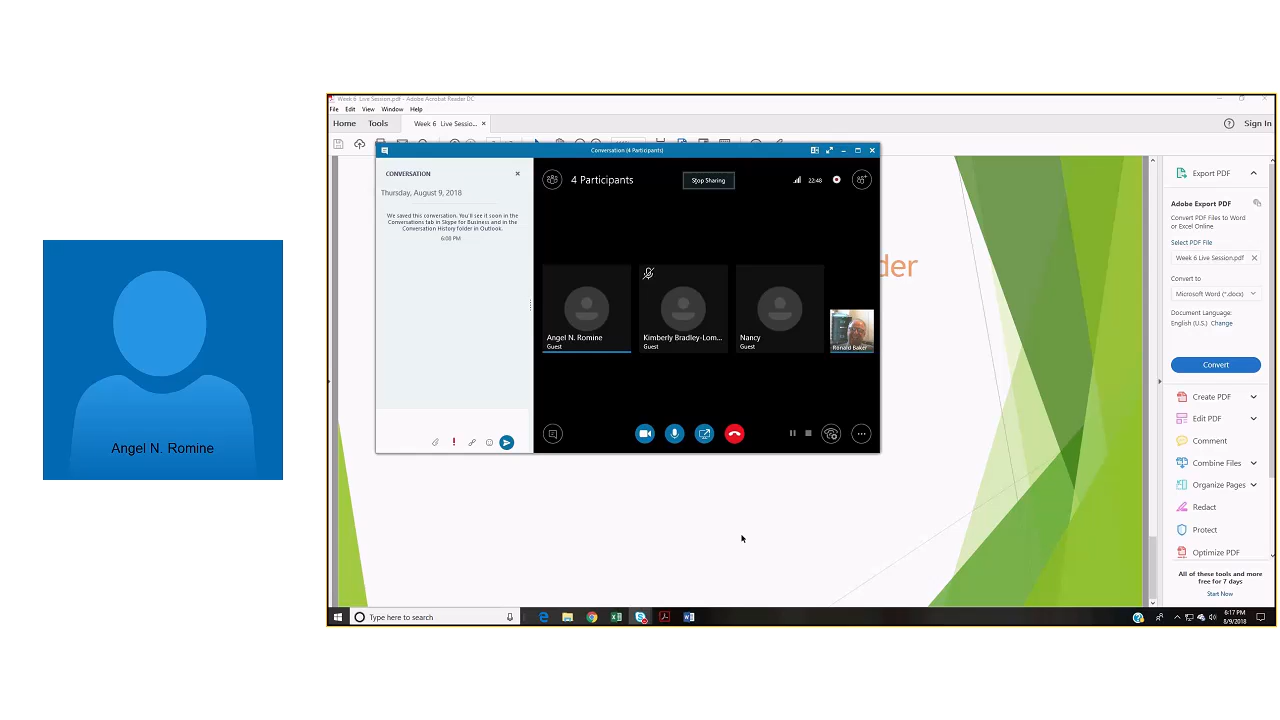 Week 6 Live Session.pdf - Adobe Acrobat Reader DC
File Edit View Window Help
Home Tools Week 6 Live Sessio... × Sign In
Conversation (4 Participants)
CONVERSATION
Thursday, August 9, 2018
We saved this conversation. You'll see it soon in the
Conversations tab in Skype for Business and in the
Conversation History folder in Outlook.
6:08 PM
4 Participants Stop Sharing 22:48
Angel N. Romine
Guest
Kimberly Bradley-Lom...
Guest
Nancy
Guest
Ronald Baker
der
Export PDF
Adobe Export PDF
Convert PDF Files to Word
or Excel Online
Select PDF File
Week 6 Live Session.pdf ×
Convert to
Microsoft Word (*.docx)
Document Language:
English (U.S.) Change
Convert
Create PDF
Edit PDF
Comment
Combine Files
Organize Pages
Redact
Protect
Optimize PDF
All of these tools and more
free for 7 days
Start Now
Angel N. Romine
Type here to search
6:17 PM
8/9/2018